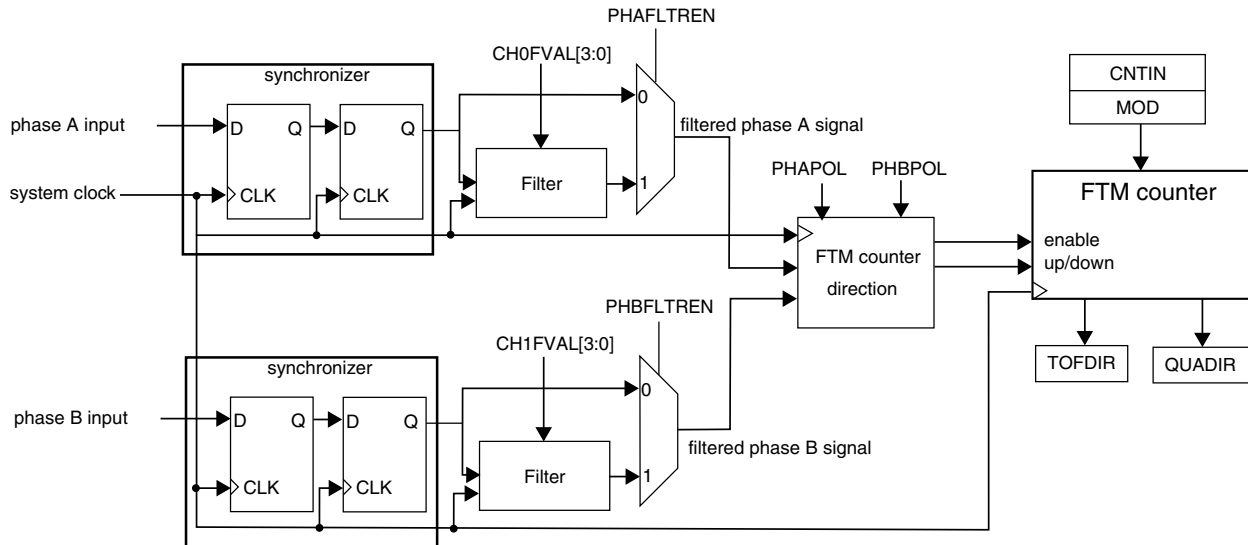 PHAFLTREN
CH0FVAL[3:0]
synchronizer
CNTIN
MOD
phase A input
D
Q
D
Q
0
filtered phase A signal
system clock
CLK
CLK
Filter
1
PHAPOL
PHBPOL
FTM counter
enable
up/down
FTM counter
direction
PHBFLTREN
CH1FVAL[3:0]
synchronizer
TOFDIR
QUADIR
phase B input
D
Q
D
Q
0
filtered phase B signal
CLK
CLK
Filter
1